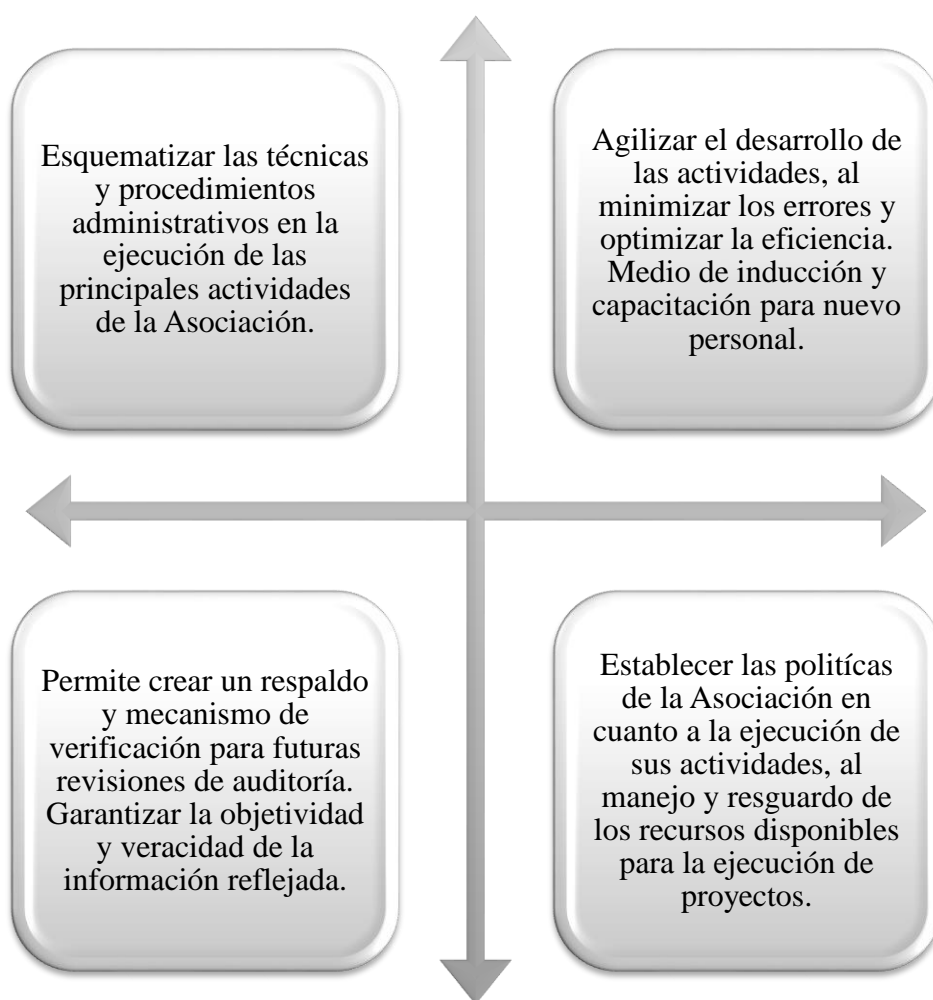 Esquematizar las técnicas
y procedimientos
administrativos en la
ejecución de las
principales actividades
de la Asociación.
Agilizar el desarrollo de
las actividades, al
minimizar los errores y
optimizar la eficiencia.
Medio de inducción y
capacitación para nuevo
personal.
Permite crear un respaldo
y mecanismo de
verificación para futuras
revisiones de auditoría.
Garantizar la objetividad
y veracidad de la
información reflejada.
Establecer las politícas
de la Asociación en
cuanto a la ejecución de
sus actividades, al
manejo y resguardo de
los recursos disponibles
para la ejecución de
proyectos.